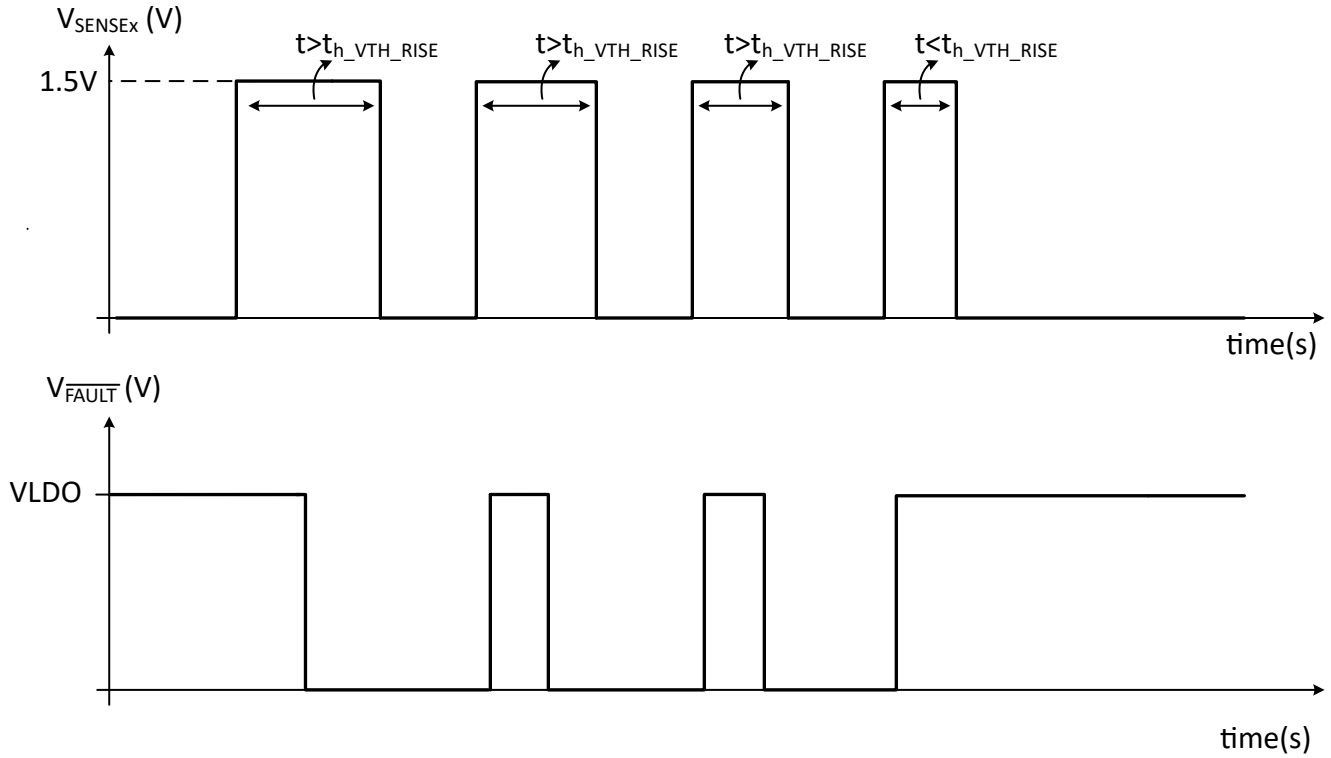 VSENSEx (V)
t>th_VTH_RISE t>th_VTH_RISE t>th_VTH_RISE t<th_VTH_RISE
1.5V
time(s)
VFAULT (V)
VLDO
time(s)